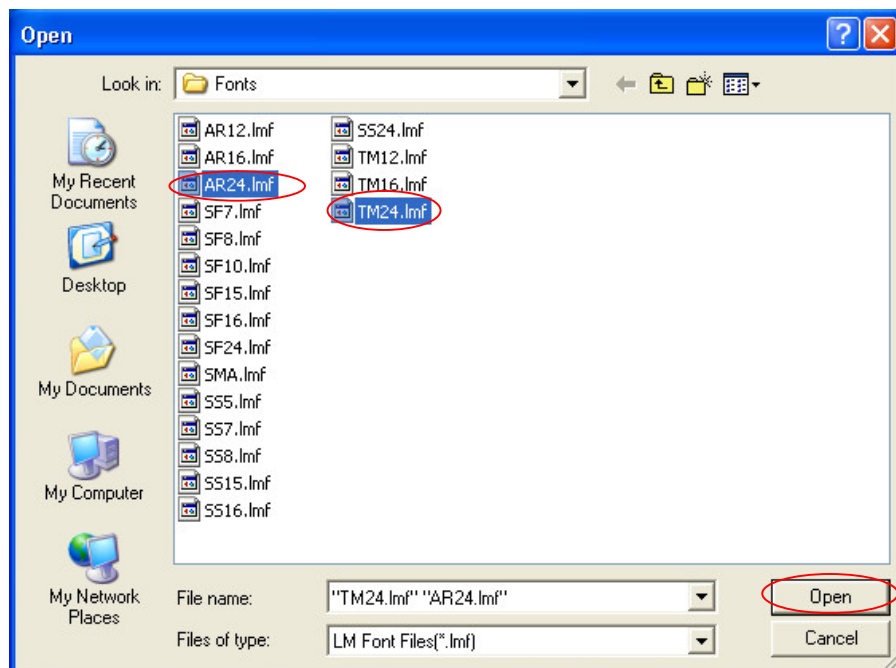 Open
Look in: Fonts
My Recent
Documents
Desktop
My Documents
My Computer
My Network
Places
AR12.lmf
AR16.lmf
AR24.lmf
SF7.lmf
SF8.lmf
SF10.lmf
SF15.lmf
SF16.lmf
SF24.lmf
SMA.lmf
SS5.lmf
SS7.lmf
SS8.lmf
SS15.lmf
SS16.lmf
SS24.lmf
TM12.lmf
TM16.lmf
TM24.lmf
File name: "TM24.lmf" "AR24.lmf" Open
Files of type: LM Font Files(*.lmf) Cancel